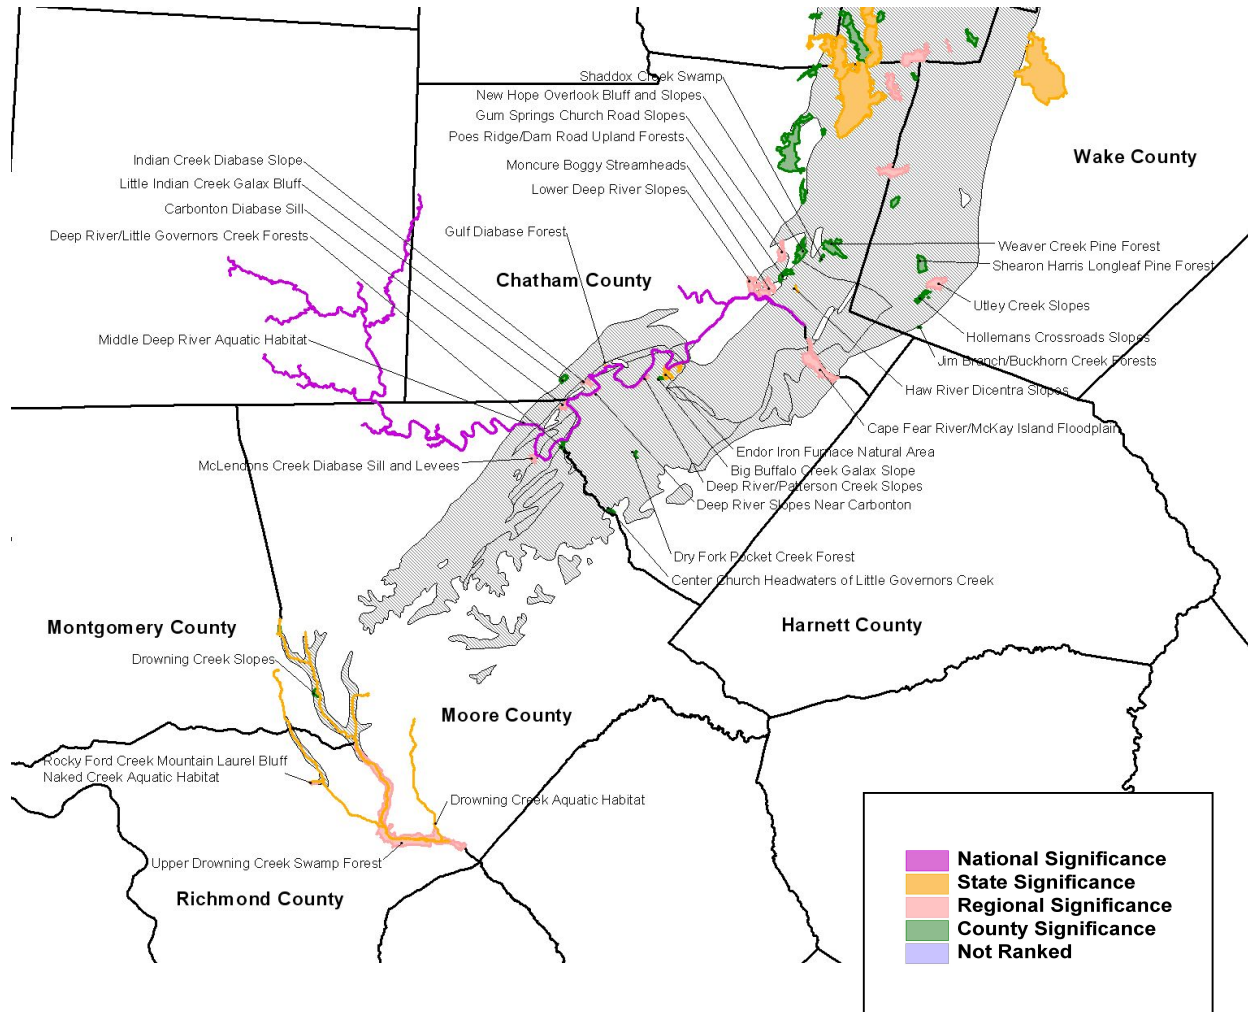 Shaddox Creek Swamp
New Hope Overlook Bluff and Slopes
Gum Springs Church Road Slopes
Poes Ridge/Dam Road Upland Forests
Moncure Boggy Streamheads
Lower Deep River Slopes
Wake County
Indian Creek Diabase Slope
Little Indian Creek Galax Bluff
Carbonton Diabase Sill
Deep River/Little Governors Creek Forests
Gulf Diabase Forest
Chatham County
Weaver Creek Pine Forest
Shearon Harris Longleaf Pine Forest
Utley Creek Slopes
Hollemans Crossroads Slopes
Jim Branch/Buckhorn Creek Forests
Haw River Dicentra Slopes
Cape Fear River/McKay Island Floodplain
Middle Deep River Aquatic Habitat
McLendons Creek Diabase Sill and Levees
Endor Iron Furnace Natural Area
Big Buffalo Creek Galax Slope
Deep River/Patterson Creek Slopes
Deep River Slopes Near Carbonton
Dry Fork Pocket Creek Forest
Center Church Headwaters of Little Governors Creek
Montgomery County
Harnett County
Drowning Creek Slopes
Moore County
Rocky Ford Creek Mountain Laurel Bluff
Naked Creek Aquatic Habitat
Drowning Creek Aquatic Habitat
Upper Drowning Creek Swamp Forest
Richmond County
National Significance
State Significance
Regional Significance
County Significance
Not Ranked